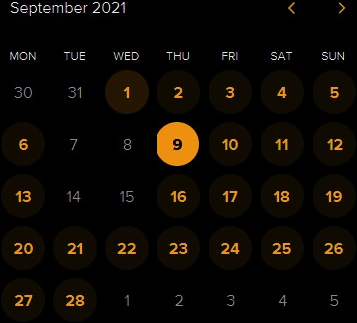 September 2021
MON TUE WED THU FRI SAT SUN
30 31 1 2 3 4 5
6 7 8 9 10 11 12
13 14 15 16 17 18 19
20 21 22 23 24 25 26
27 28 1 2 3 4 5